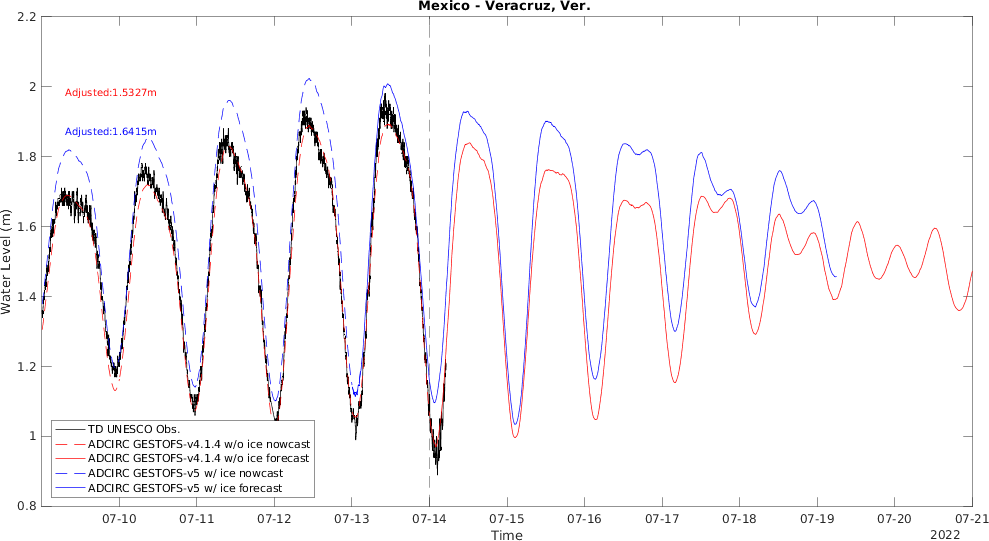 Mexico - Veracruz, Ver.
2.2
2
1.8
1.6
1.4
1.2
1
0.8
Water Level (m)
Adjusted:1.5327m
Adjusted:1.6415m
TD UNESCO Obs.
ADCIRC GESTOFS-v4.1.4 w/o ice nowcast
ADCIRC GESTOFS-v4.1.4 w/o ice forecast
ADCIRC GESTOFS-v5 w/ ice nowcast
ADCIRC GESTOFS-v5 w/ ice forecast
07-10 07-11 07-12 07-13 07-14 07-15 07-16 07-17 07-18 07-19 07-20 07-21
Time
2022